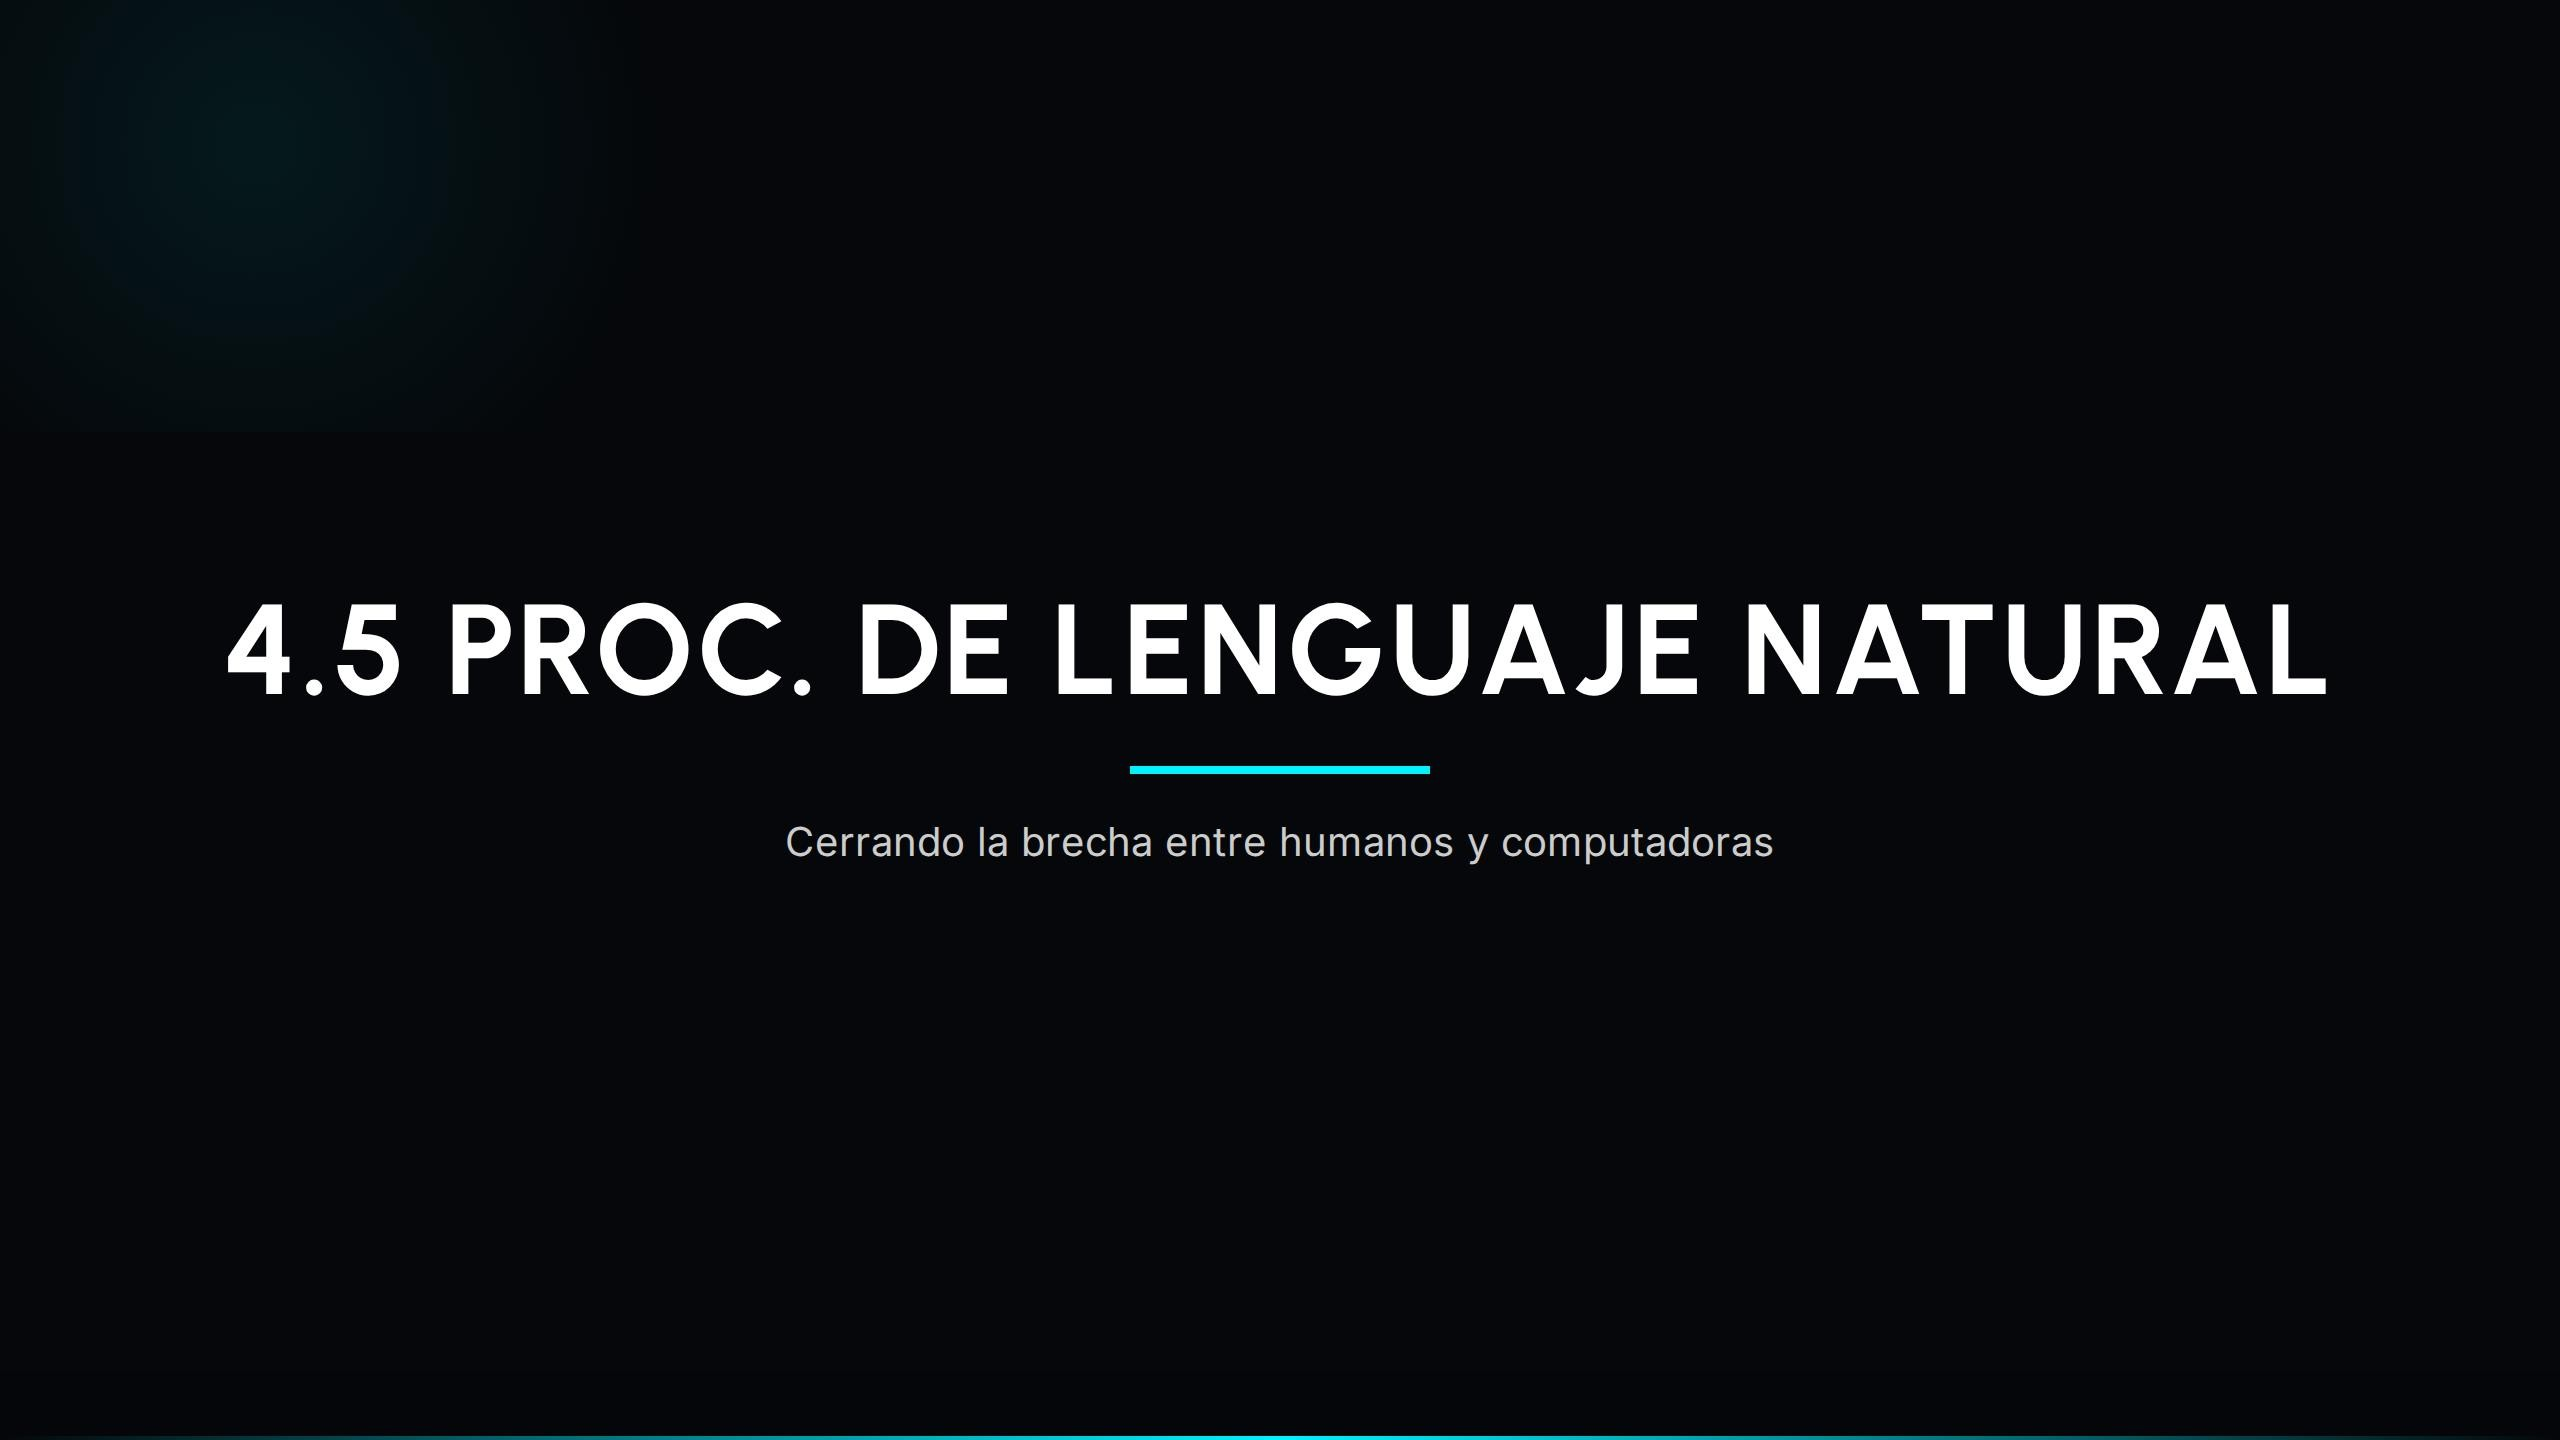 4.5 PROC. DE LENGUAJE NATURAL
Cerrando la brecha entre humanos y computadoras